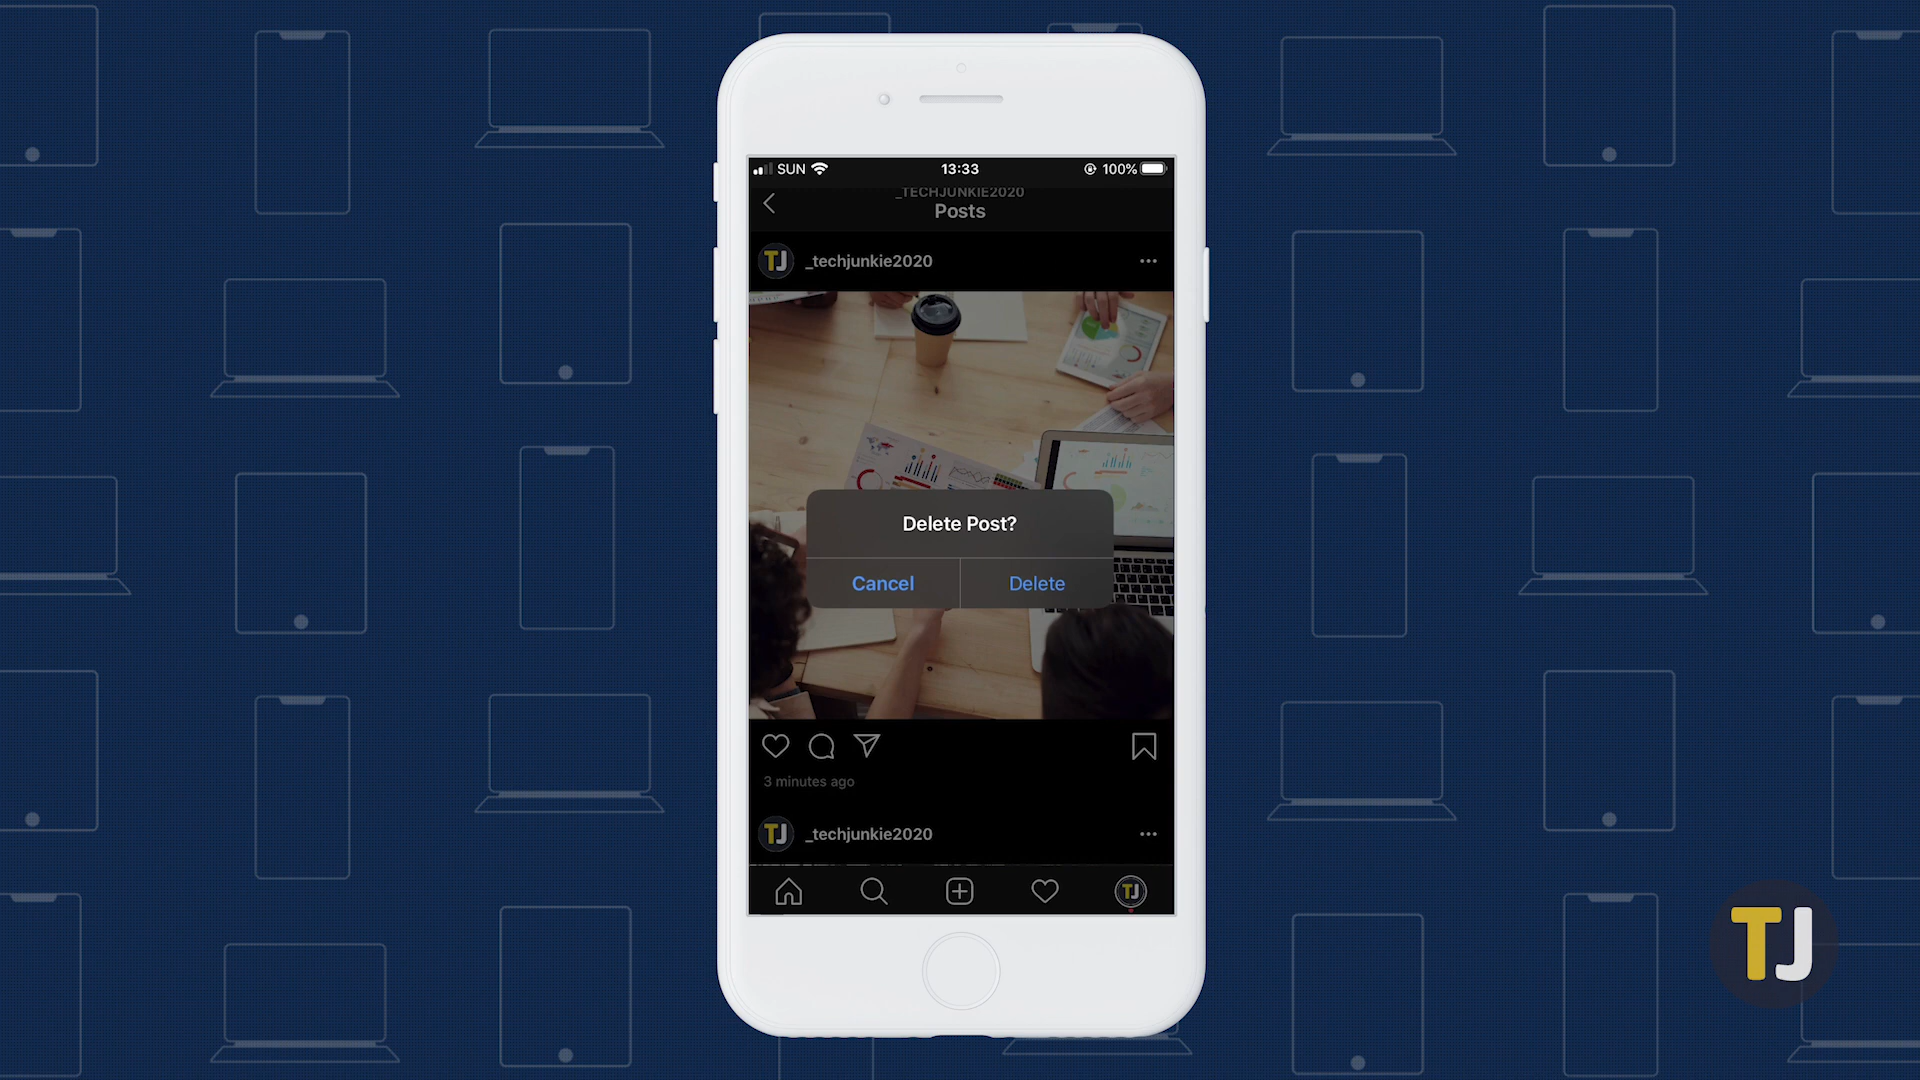 SUN 13:33 100%
_TECHJUNKIE2020
Posts
TJ _techjunkie2020
Delete Post?
Cancel Delete
3 minutes ago
TJ _techjunkie2020
TJ
TJ